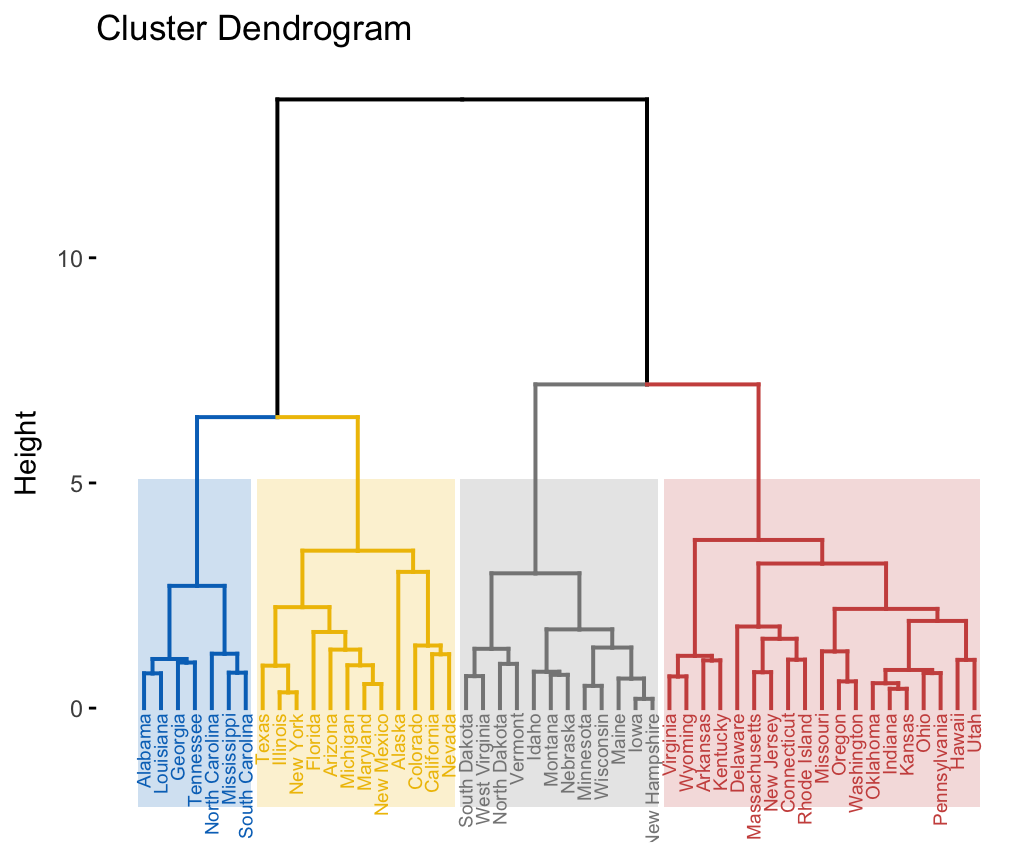 Cluster Dendrogram
Height
10
5
0
Alabama
Louisiana
Georgia
Tennessee
North Carolina
Mississippi
South Carolina
Texas
Illinois
New York
Florida
Arizona
Michigan
Maryland
New Mexico
Alaska
Colorado
California
Nevada
South Dakota
West Virginia
North Dakota
Vermont
Idaho
Montana
Nebraska
Minnesota
Wisconsin
Maine
Iowa
New Hampshire
Virginia
Wyoming
Arkansas
Kentucky
Delaware
Massachusetts
New Jersey
Connecticut
Rhode Island
Missouri
Oregon
Washington
Oklahoma
Indiana
Kansas
Ohio
Pennsylvania
Hawaii
Utah